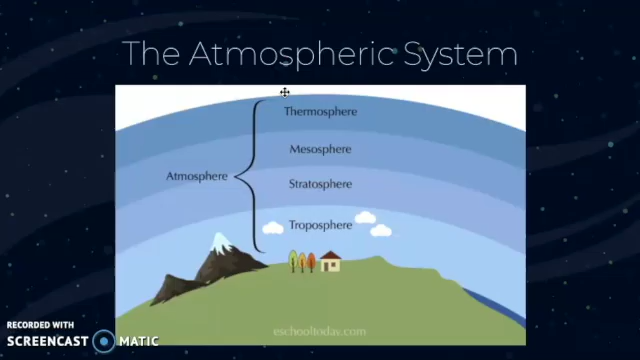 The Atmospheric System
Thermosphere
Mesosphere
Atmosphere
Stratosphere
Troposphere
eschooltoday.com
RECORDED WITH
SCREENCAST MATIC